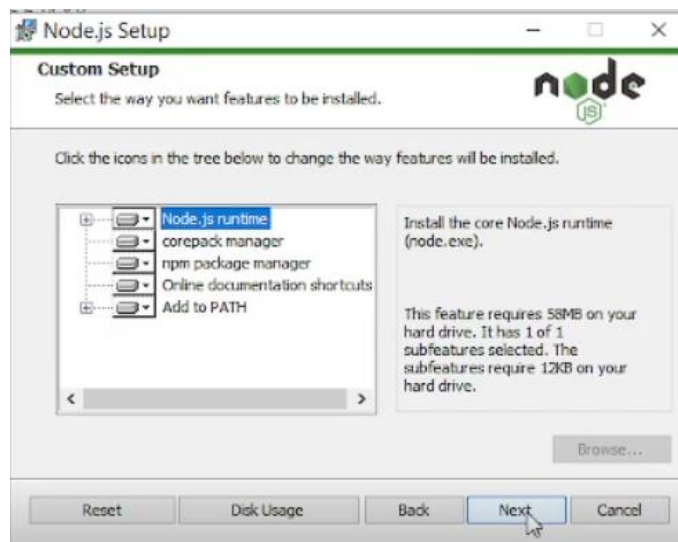 Node.js Setup
Custom Setup
Select the way you want features to be installed.
node
JS
Click the icons in the tree below to change the way features will be installed.
Node.js runtime
corepack manager
npm package manager
Online documentation shortcuts
Add to PATH
Install the core Node.js runtime
(node.exe).
This feature requires 58MB on your
hard drive. It has 1 of 1
subfeatures selected. The
subfeatures require 12KB on your
hard drive.
Browse...
Reset
Disk Usage
Back
Next
Cancel